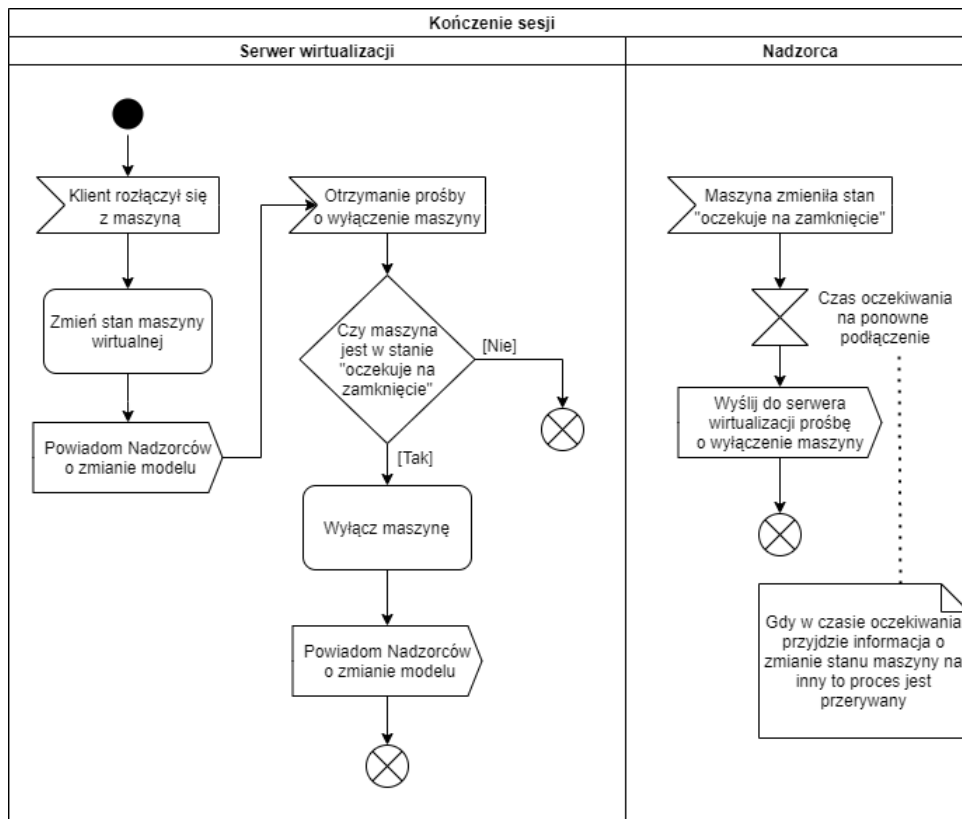 Kończenie sesji
Serwer wirtualizacji
Nadzorca
Klient rozłączył się
z maszyną
Zmień stan maszyny
wirtualnej
Powiadom Nadzorców
o zmianie modelu
Otrzymanie prośby
o wyłączenie maszyny
Czy maszyna
jest w stanie
"oczekuje na
zamknięcie"
[Nie]
[Tak]
Wyłącz maszynę
Powiadom Nadzorców
o zmianie modelu
Maszyna zmieniła stan
"oczekuje na zamknięcie"
Czas oczekiwania
na ponowne
podłączenie
Wyślij do serwera
wirtualizacji prośbę
o wyłączenie maszyny
Gdy w czasie oczekiwania
przyjdzie informacja o
zmianie stanu maszyny na
inny to proces jest
przerywany